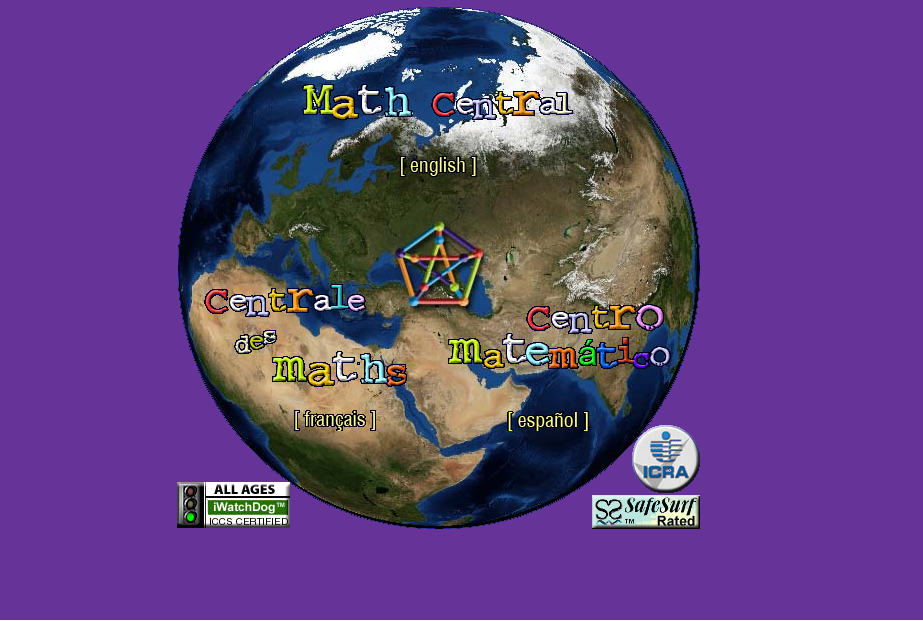 Math Central
[ english ]
Centrale
des
maths
[ français ]
Centro
matemático
[ español ]
ICRA
ALL AGES
iWatchDog™
ICCS CERTIFIED
SS SafeSurf
™ Rated